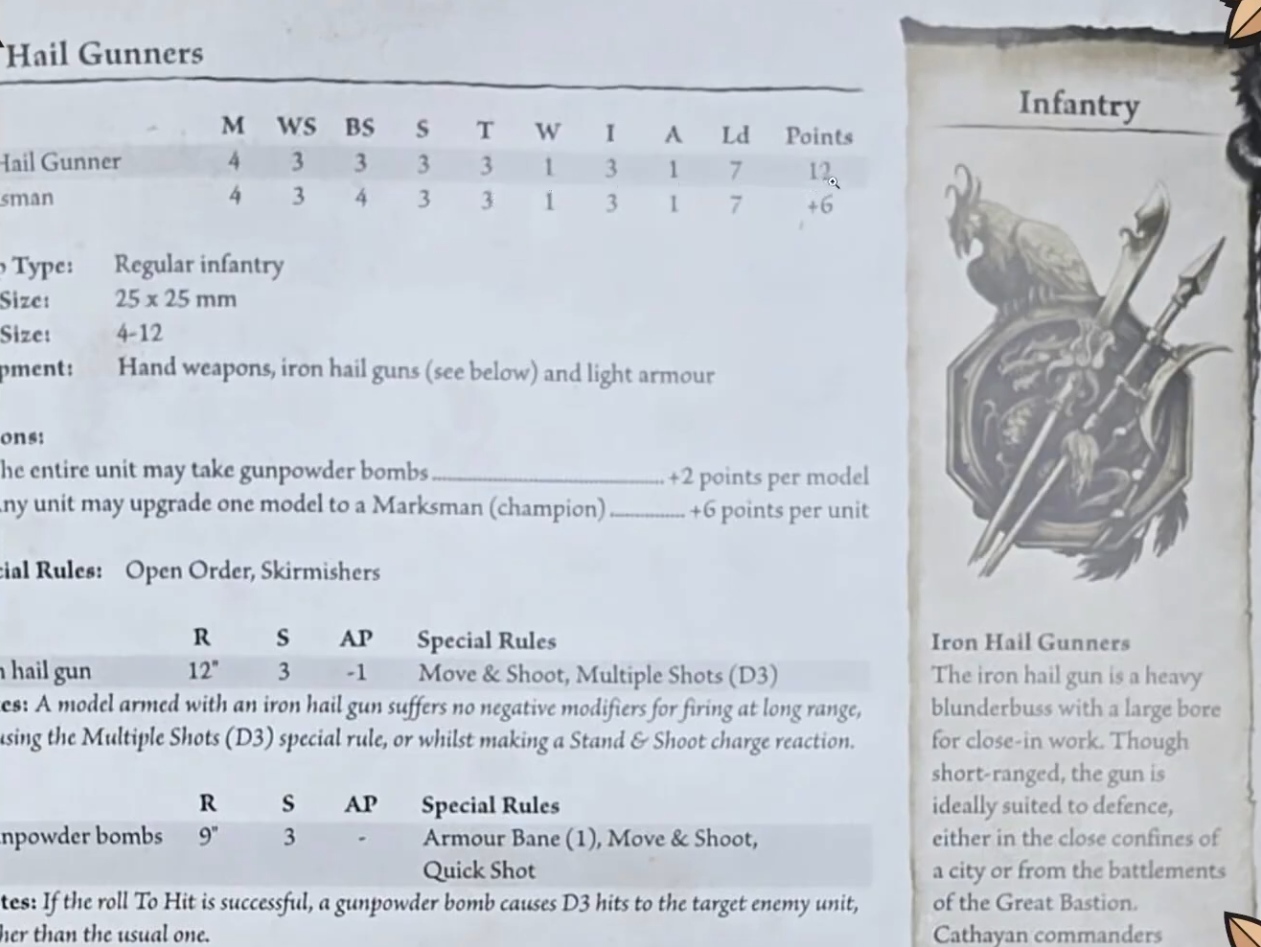 Hail Gunners
M WS BS S T W I A Ld Points
Hail Gunner 4 3 3 3 3 1 3 1 7 12
sman 4 3 4 3 3 1 3 1 7 +6
p Type: Regular infantry
Size: 25 x 25 mm
Size: 4-12
pment: Hand weapons, iron hail guns (see below) and light armour
ons:
he entire unit may take gunpowder bombs +2 points per model
ny unit may upgrade one model to a Marksman (champion) +6 points per unit
cial Rules: Open Order, Skirmishers
R S AP Special Rules
n hail gun 12" 3 -1 Move & Shoot, Multiple Shots (D3)
es: A model armed with an iron hail gun suffers no negative modifiers for firing at long range,
using the Multiple Shots (D3) special rule, or whilst making a Stand & Shoot charge reaction.
R S AP Special Rules
npowder bombs 9" 3 - Armour Bane (1), Move & Shoot,
Quick Shot
tes: If the roll To Hit is successful, a gunpowder bomb causes D3 hits to the target enemy unit,
her than the usual one.
Infantry
Iron Hail Gunners
The iron hail gun is a heavy
blunderbuss with a large bore
for close-in work. Though
short-ranged, the gun is
ideally suited to defence,
either in the close confines of
a city or from the battlements
of the Great Bastion.
Cathayan commanders